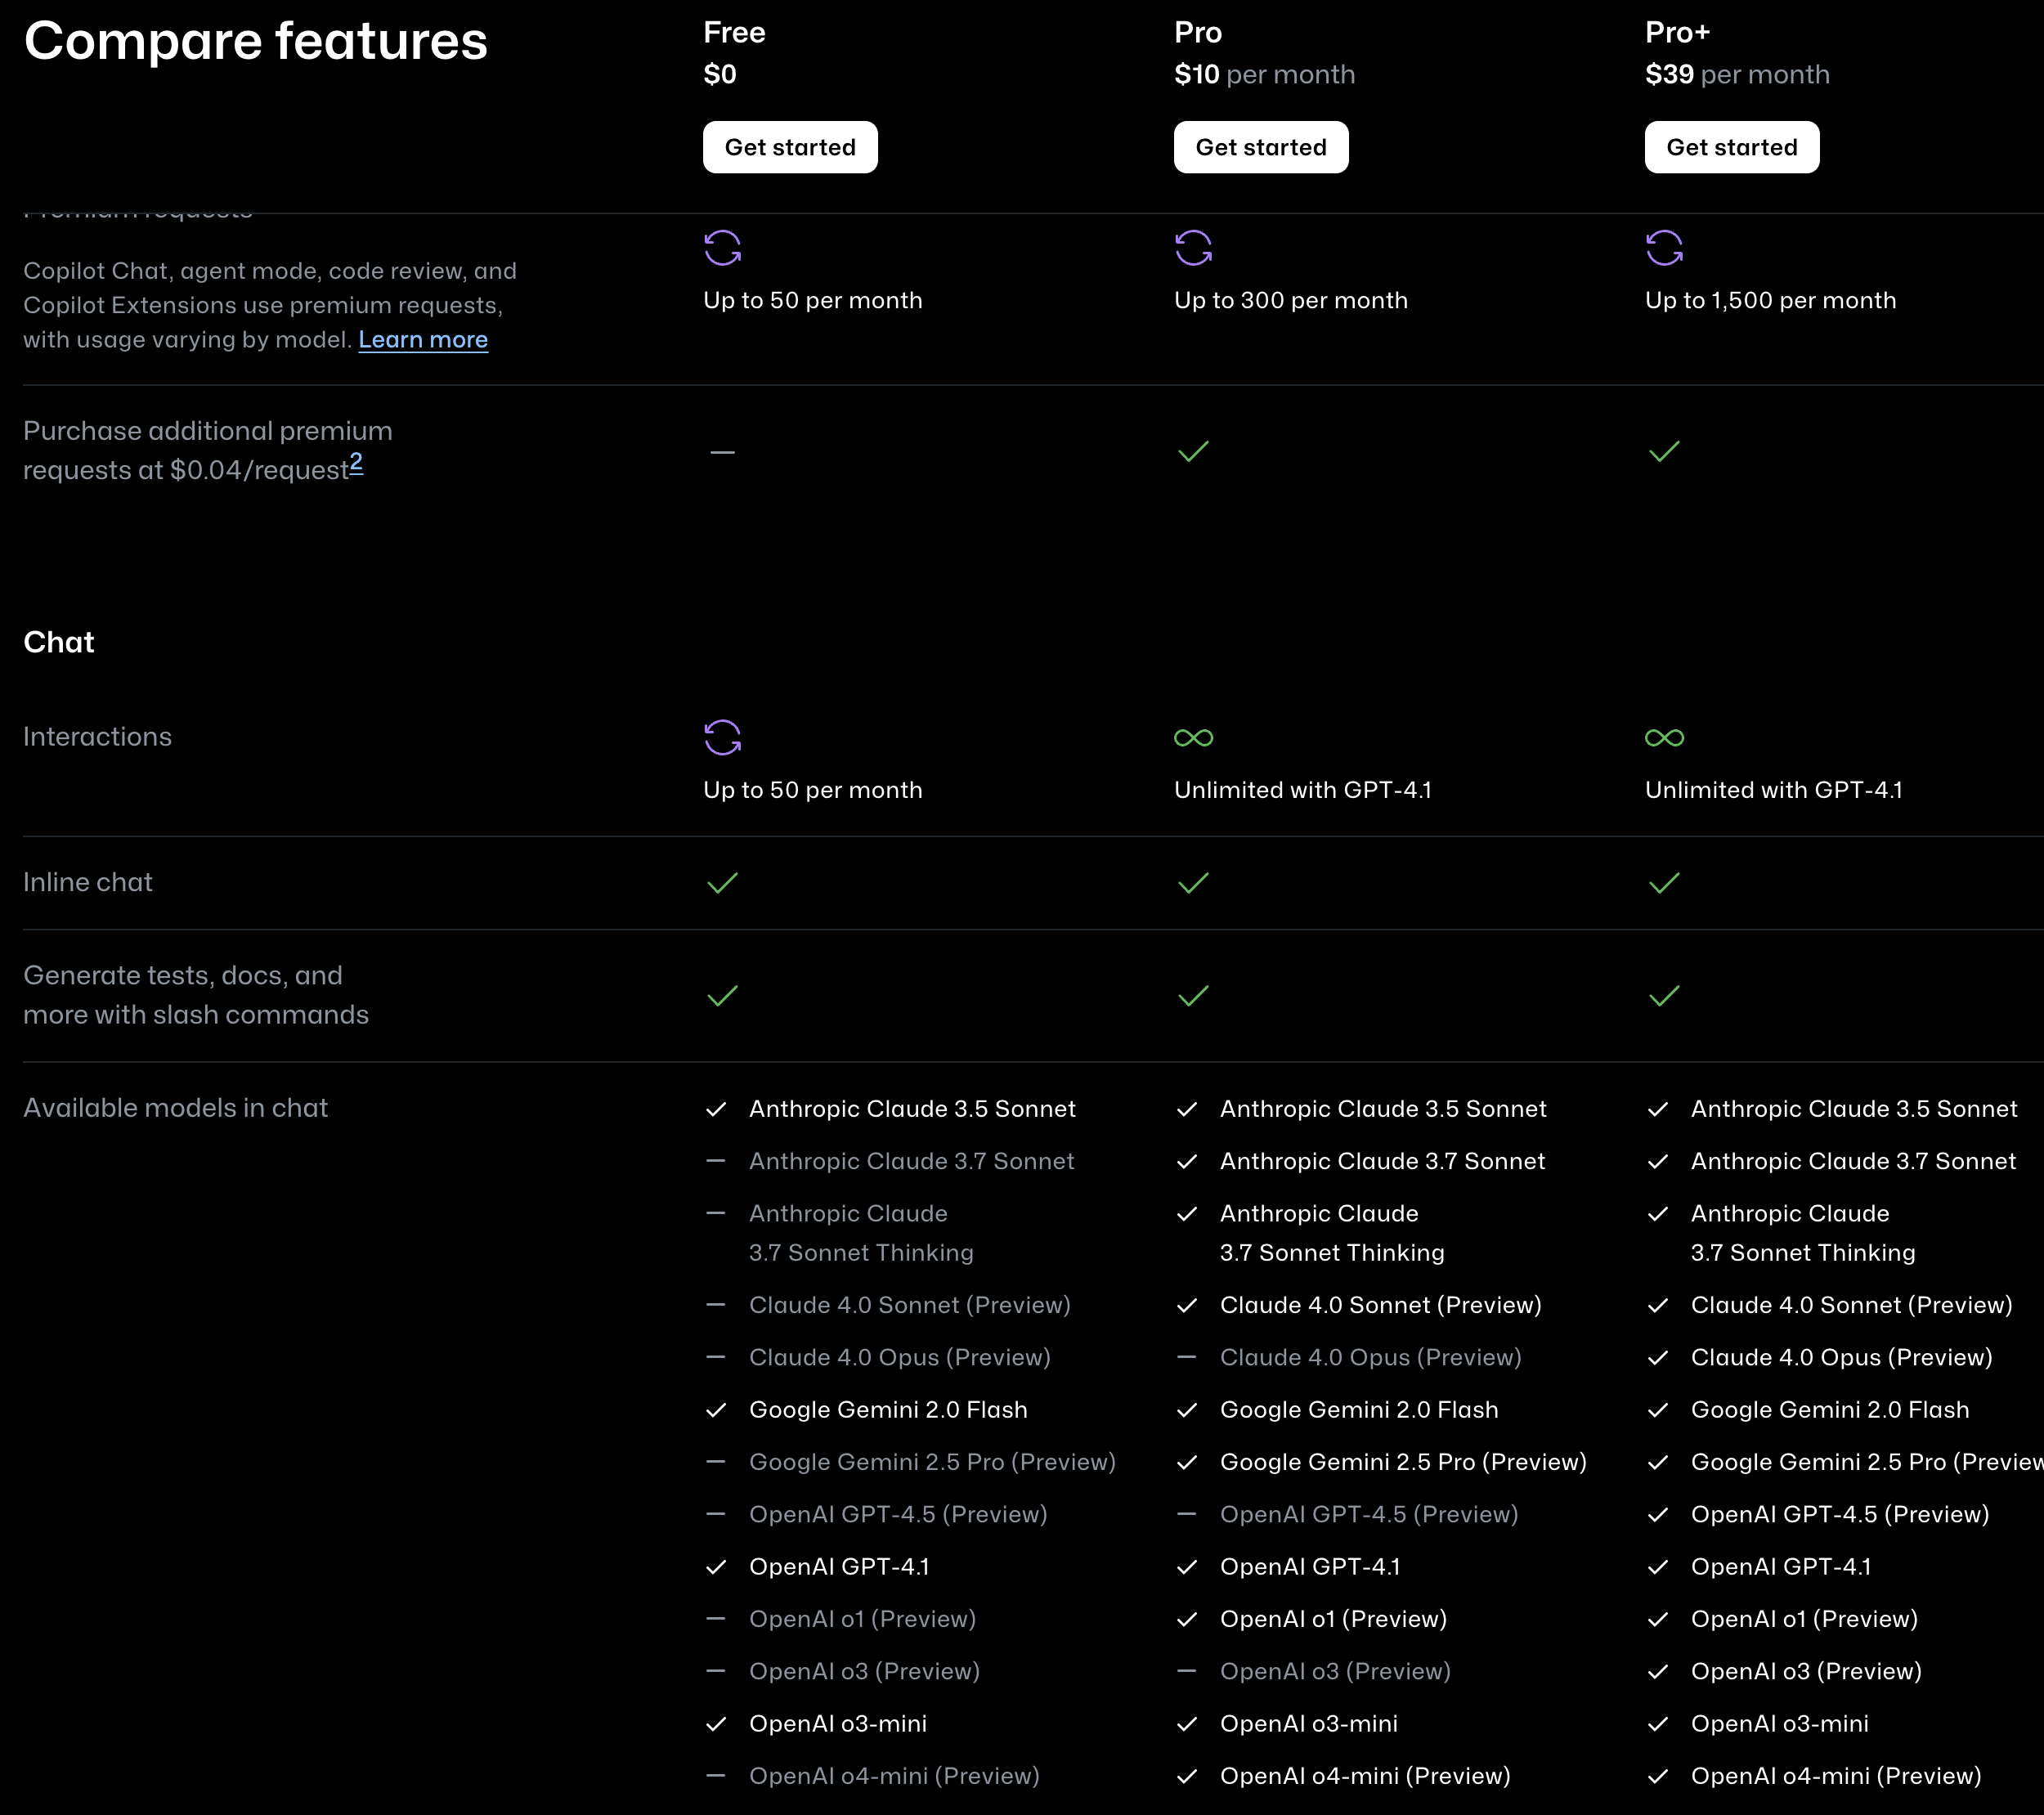 Compare features
Free
$0
Get started
Pro
$10 per month
Get started
Pro+
$39 per month
Get started
Premium requests
Copilot Chat, agent mode, code review, and
Copilot Extensions use premium requests,
with usage varying by model. Learn more
Up to 50 per month
Up to 300 per month
Up to 1,500 per month
Purchase additional premium
requests at $0.04/request2
Chat
Interactions
Up to 50 per month
Unlimited with GPT-4.1
Unlimited with GPT-4.1
Inline chat
Generate tests, docs, and
more with slash commands
Available models in chat
Anthropic Claude 3.5 Sonnet
Anthropic Claude 3.7 Sonnet
Anthropic Claude
3.7 Sonnet Thinking
Claude 4.0 Sonnet (Preview)
Claude 4.0 Opus (Preview)
Google Gemini 2.0 Flash
Google Gemini 2.5 Pro (Preview)
OpenAI GPT-4.5 (Preview)
OpenAI GPT-4.1
OpenAI o1 (Preview)
OpenAI o3 (Preview)
OpenAI o3-mini
OpenAI o4-mini (Preview)
Anthropic Claude 3.5 Sonnet
Anthropic Claude 3.7 Sonnet
Anthropic Claude
3.7 Sonnet Thinking
Claude 4.0 Sonnet (Preview)
Claude 4.0 Opus (Preview)
Google Gemini 2.0 Flash
Google Gemini 2.5 Pro (Preview)
OpenAI GPT-4.5 (Preview)
OpenAI GPT-4.1
OpenAI o1 (Preview)
OpenAI o3 (Preview)
OpenAI o3-mini
OpenAI o4-mini (Preview)
Anthropic Claude 3.5 Sonnet
Anthropic Claude 3.7 Sonnet
Anthropic Claude
3.7 Sonnet Thinking
Claude 4.0 Sonnet (Preview)
Claude 4.0 Opus (Preview)
Google Gemini 2.0 Flash
Google Gemini 2.5 Pro (Preview
OpenAI GPT-4.5 (Preview)
OpenAI GPT-4.1
OpenAI o1 (Preview)
OpenAI o3 (Preview)
OpenAI o3-mini
OpenAI o4-mini (Preview)